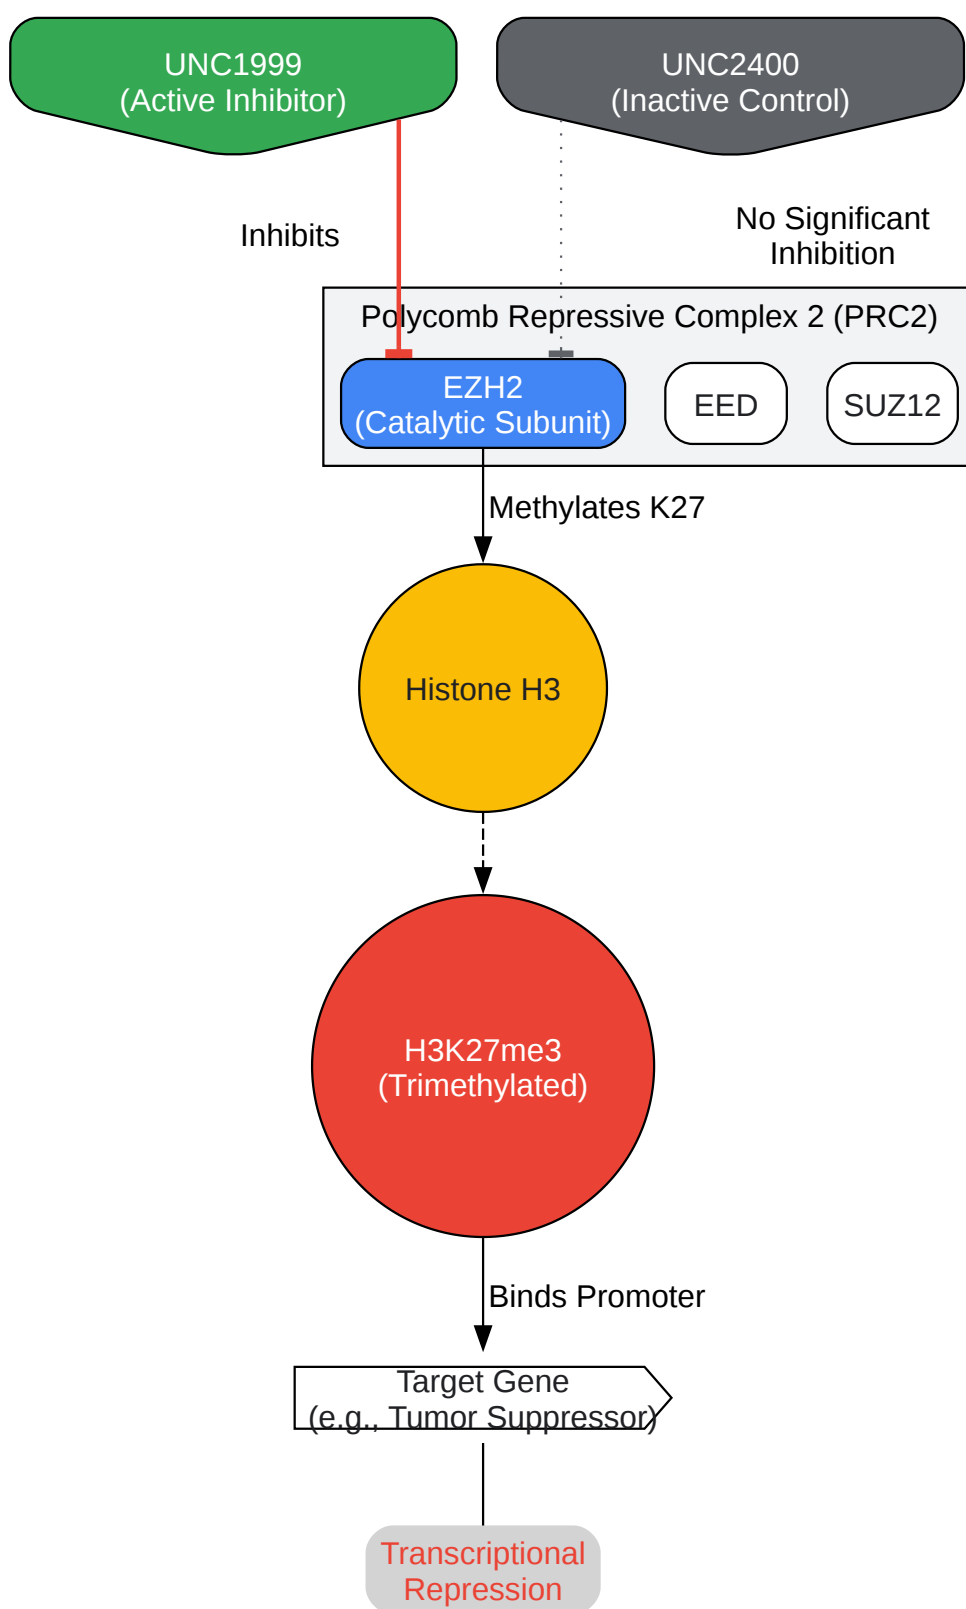 UNC1999
(Active Inhibitor)
UNC2400
(Inactive Control)
Inhibits
No Significant
Inhibition
Polycomb Repressive Complex 2 (PRC2)
EZH2
(Catalytic Subunit)
EED
SUZ12
Methylates K27
Histone H3
H3K27me3
(Trimethylated)
Binds Promoter
Target Gene
(e.g., Tumor Suppressor)
Transcriptional
Repression